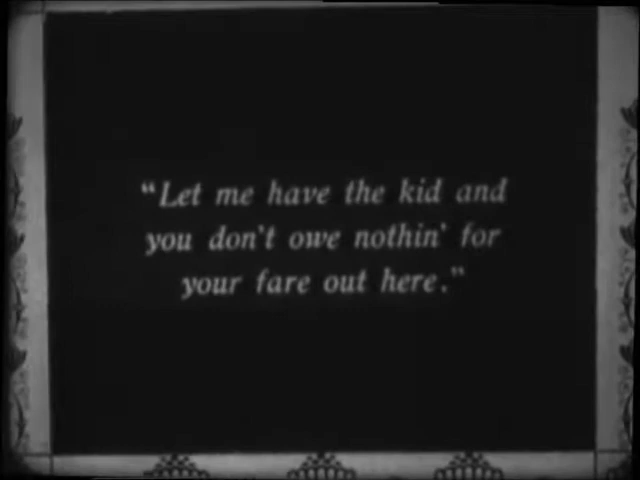 “Let me have the kid and
you don't owe nothin' for
your fare out here.”